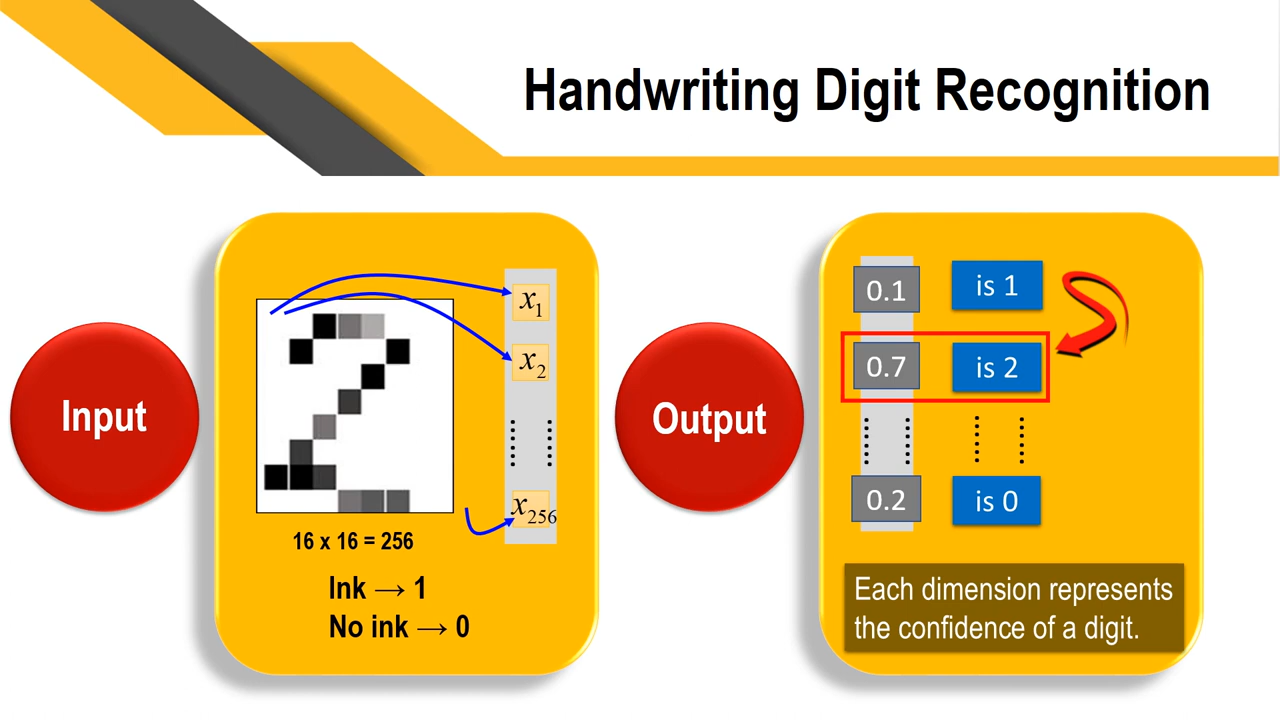 Handwriting Digit Recognition
Input
x1
x2
x256
16 x 16 = 256
Ink → 1
No ink → 0
Output
0.1 is 1
0.7 is 2
0.2 is 0
Each dimension represents
the confidence of a digit.